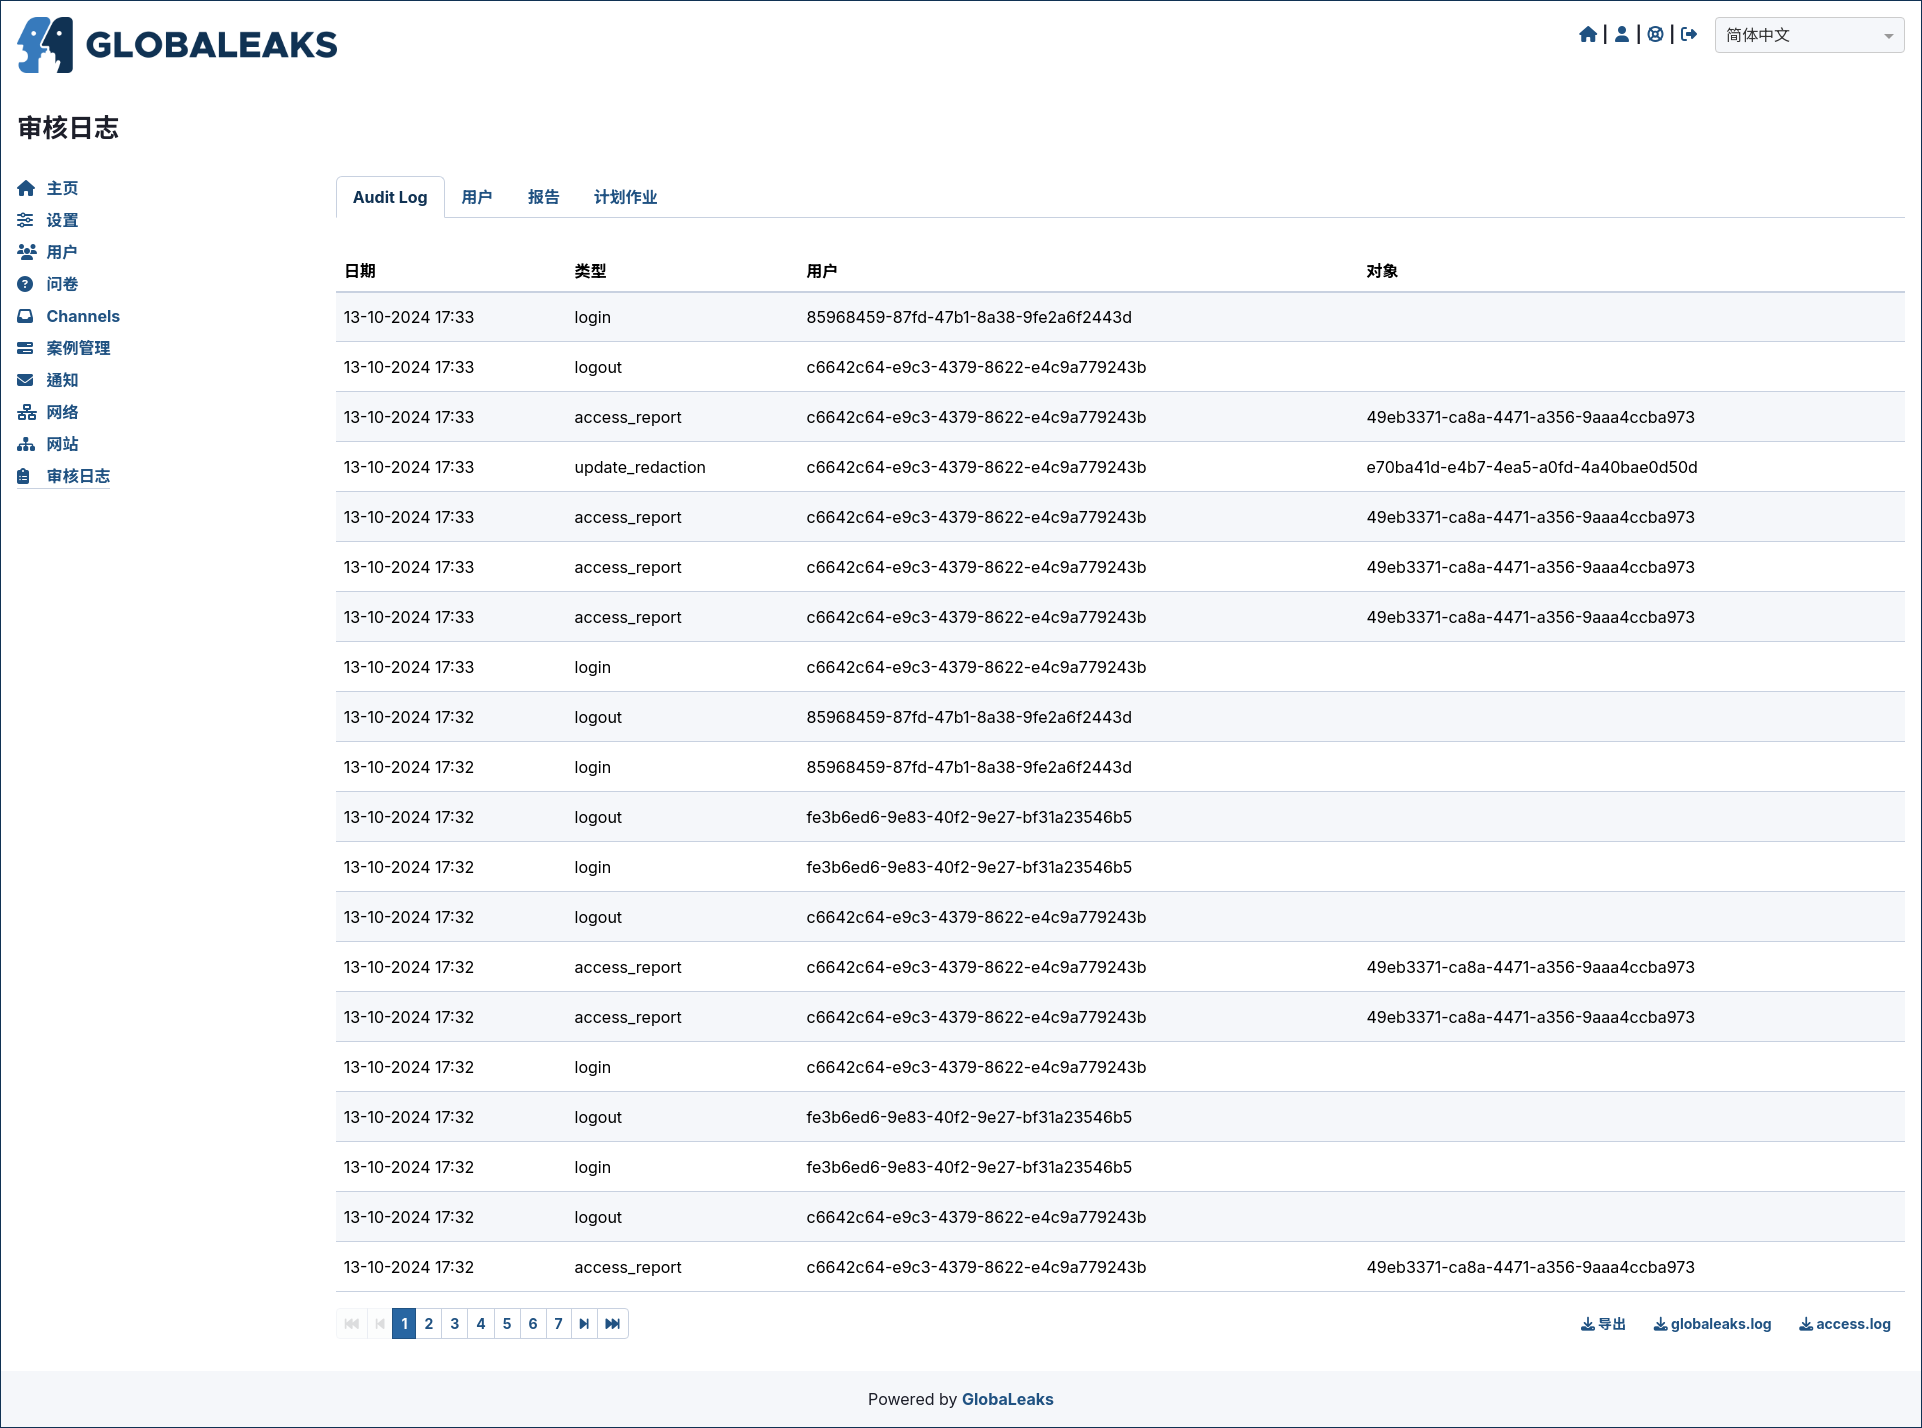 GLOBALEAKS
| | |
简体中文
审核日志
主页
设置
用户
问卷
Channels
案例管理
通知
网络
网站
审核日志
Audit Log 用户 报告 计划作业
日期 类型 用户 对象
13-10-2024 17:33 login 85968459-87fd-47b1-8a38-9fe2a6f2443d
13-10-2024 17:33 logout c6642c64-e9c3-4379-8622-e4c9a779243b
13-10-2024 17:33 access_report c6642c64-e9c3-4379-8622-e4c9a779243b 49eb3371-ca8a-4471-a356-9aaa4ccba973
13-10-2024 17:33 update_redaction c6642c64-e9c3-4379-8622-e4c9a779243b e70ba41d-e4b7-4ea5-a0fd-4a40bae0d50d
13-10-2024 17:33 access_report c6642c64-e9c3-4379-8622-e4c9a779243b 49eb3371-ca8a-4471-a356-9aaa4ccba973
13-10-2024 17:33 access_report c6642c64-e9c3-4379-8622-e4c9a779243b 49eb3371-ca8a-4471-a356-9aaa4ccba973
13-10-2024 17:33 access_report c6642c64-e9c3-4379-8622-e4c9a779243b 49eb3371-ca8a-4471-a356-9aaa4ccba973
13-10-2024 17:33 login c6642c64-e9c3-4379-8622-e4c9a779243b
13-10-2024 17:32 logout 85968459-87fd-47b1-8a38-9fe2a6f2443d
13-10-2024 17:32 login 85968459-87fd-47b1-8a38-9fe2a6f2443d
13-10-2024 17:32 logout fe3b6ed6-9e83-40f2-9e27-bf31a23546b5
13-10-2024 17:32 login fe3b6ed6-9e83-40f2-9e27-bf31a23546b5
13-10-2024 17:32 logout c6642c64-e9c3-4379-8622-e4c9a779243b
13-10-2024 17:32 access_report c6642c64-e9c3-4379-8622-e4c9a779243b 49eb3371-ca8a-4471-a356-9aaa4ccba973
13-10-2024 17:32 access_report c6642c64-e9c3-4379-8622-e4c9a779243b 49eb3371-ca8a-4471-a356-9aaa4ccba973
13-10-2024 17:32 login c6642c64-e9c3-4379-8622-e4c9a779243b
13-10-2024 17:32 logout fe3b6ed6-9e83-40f2-9e27-bf31a23546b5
13-10-2024 17:32 login fe3b6ed6-9e83-40f2-9e27-bf31a23546b5
13-10-2024 17:32 logout c6642c64-e9c3-4379-8622-e4c9a779243b
13-10-2024 17:32 access_report c6642c64-e9c3-4379-8622-e4c9a779243b 49eb3371-ca8a-4471-a356-9aaa4ccba973
1 2 3 4 5 6 7 导出 globaleaks.log access.log
Powered by GlobaLeaks